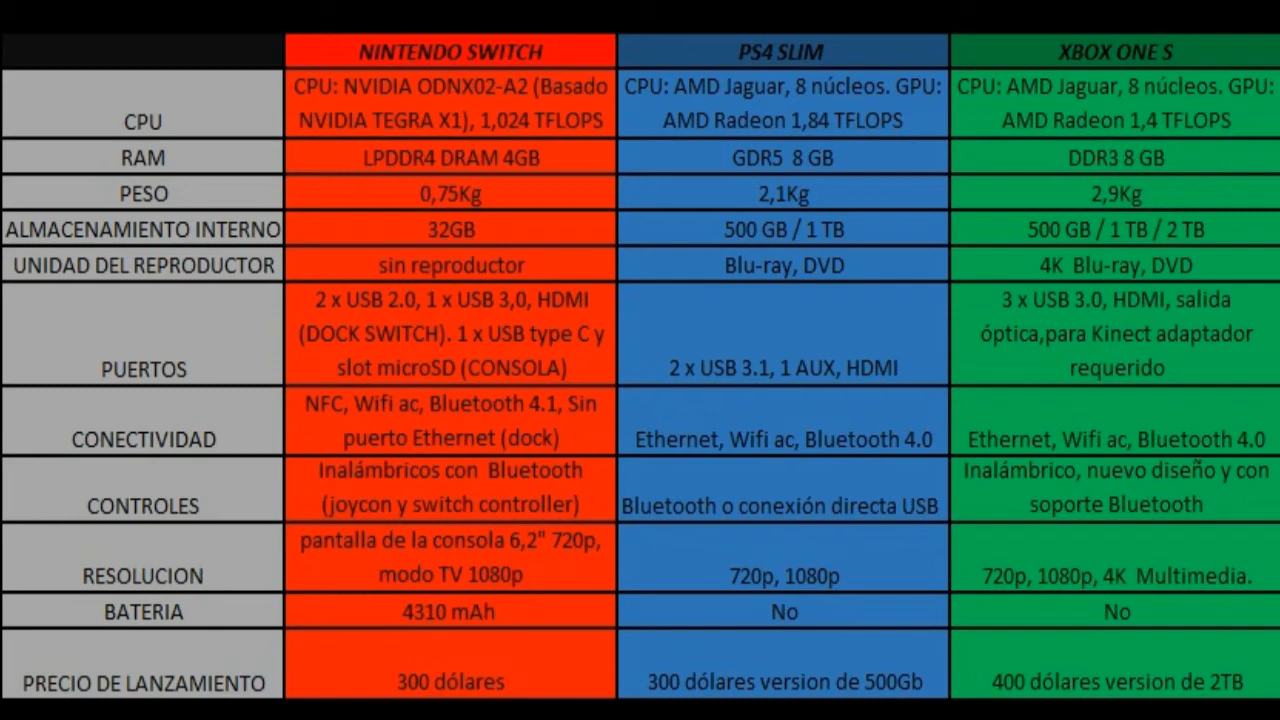 NINTENDO SWITCH PS4 SLIM XBOX ONE S
CPU: NVIDIA ODNX02-A2 (Basado CPU: AMD Jaguar, 8 núcleos. GPU: CPU: AMD Jaguar, 8 núcleos. GPU:
CPU NVIDIA TEGRA X1), 1,024 TFLOPS AMD Radeon 1,84 TFLOPS AMD Radeon 1,4 TFLOPS
RAM LPDDR4 DRAM 4GB GDR5 8 GB DDR3 8 GB
PESO 0,75Kg 2,1Kg 2,9Kg
ALMACENAMIENTO INTERNO 32GB 500 GB / 1 TB 500 GB / 1 TB / 2 TB
UNIDAD DEL REPRODUCTOR sin reproductor Blu-ray, DVD 4K Blu-ray, DVD
2 x USB 2.0, 1 x USB 3,0, HDMI 3 x USB 3.0, HDMI, salida
(DOCK SWITCH). 1 x USB type C y óptica,para Kinect adaptador
PUERTOS slot microSD (CONSOLA) 2 x USB 3.1, 1 AUX, HDMI requerido
NFC, Wifi ac, Bluetooth 4.1, Sin
CONECTIVIDAD puerto Ethernet (dock) Ethernet, Wifi ac, Bluetooth 4.0 Ethernet, Wifi ac, Bluetooth 4.0
Inalámbricos con Bluetooth Inalámbrico, nuevo diseño y con
CONTROLES (joycon y switch controller) Bluetooth o conexión directa USB soporte Bluetooth
pantalla de la consola 6,2" 720p,
RESOLUCION modo TV 1080p 720p, 1080p 720p, 1080p, 4K Multimedia.
BATERIA 4310 mAh No No
PRECIO DE LANZAMIENTO 300 dólares 300 dólares version de 500Gb 400 dólares version de 2TB